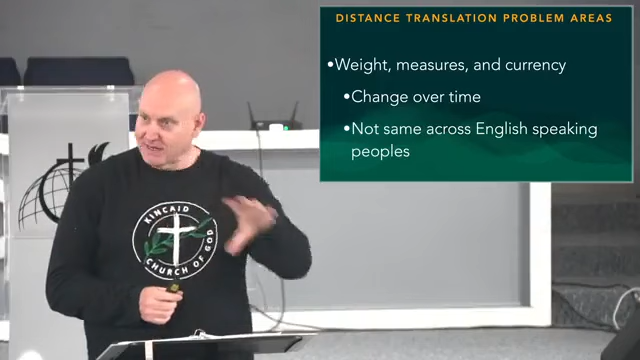 DISTANCE TRANSLATION PROBLEM AREAS
•Weight, measures, and currency
•Change over time
•Not same across English speaking
peoples
KINCAID
CHURCH OF GOD